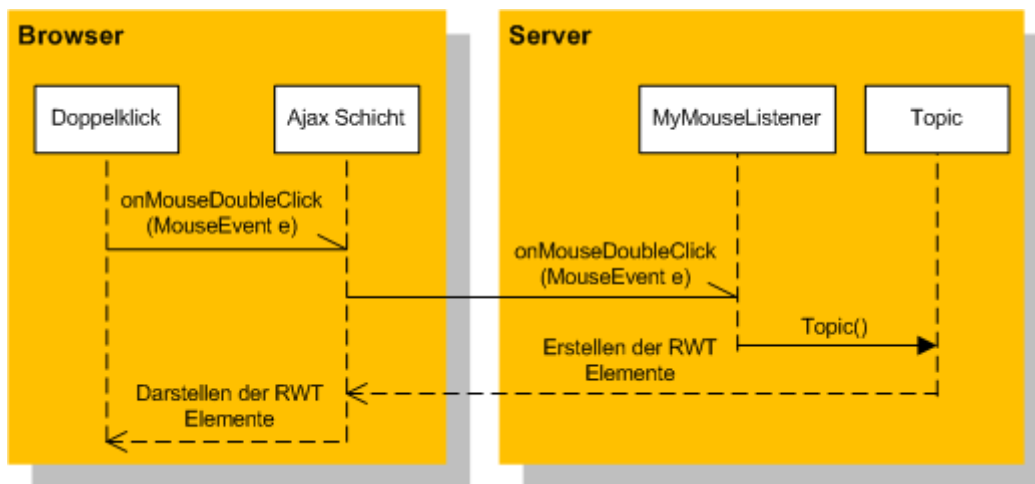 Browser
Server
Doppelklick
Ajax Schicht
MyMouseListener
Topic
onMouseDoubleClick
(MouseEvent e)
onMouseDoubleClick
(MouseEvent e)
Topic()
Erstellen der RWT
Elemente
Darstellen der RWT
Elemente